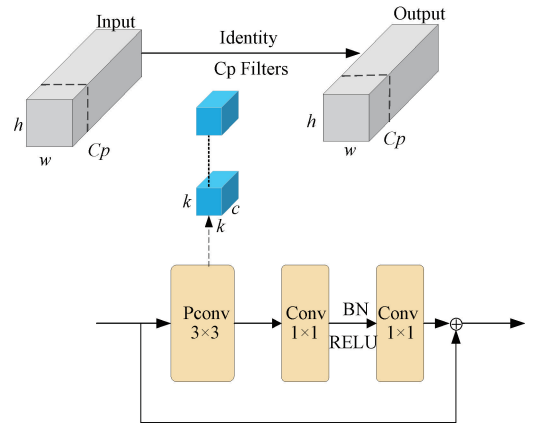 Input
Output
Identity
Cp Filters
h
w
Cp
h
w
Cp
k
c
k
Pconv
3×3
Conv
1×1
BN
RELU
Conv
1×1